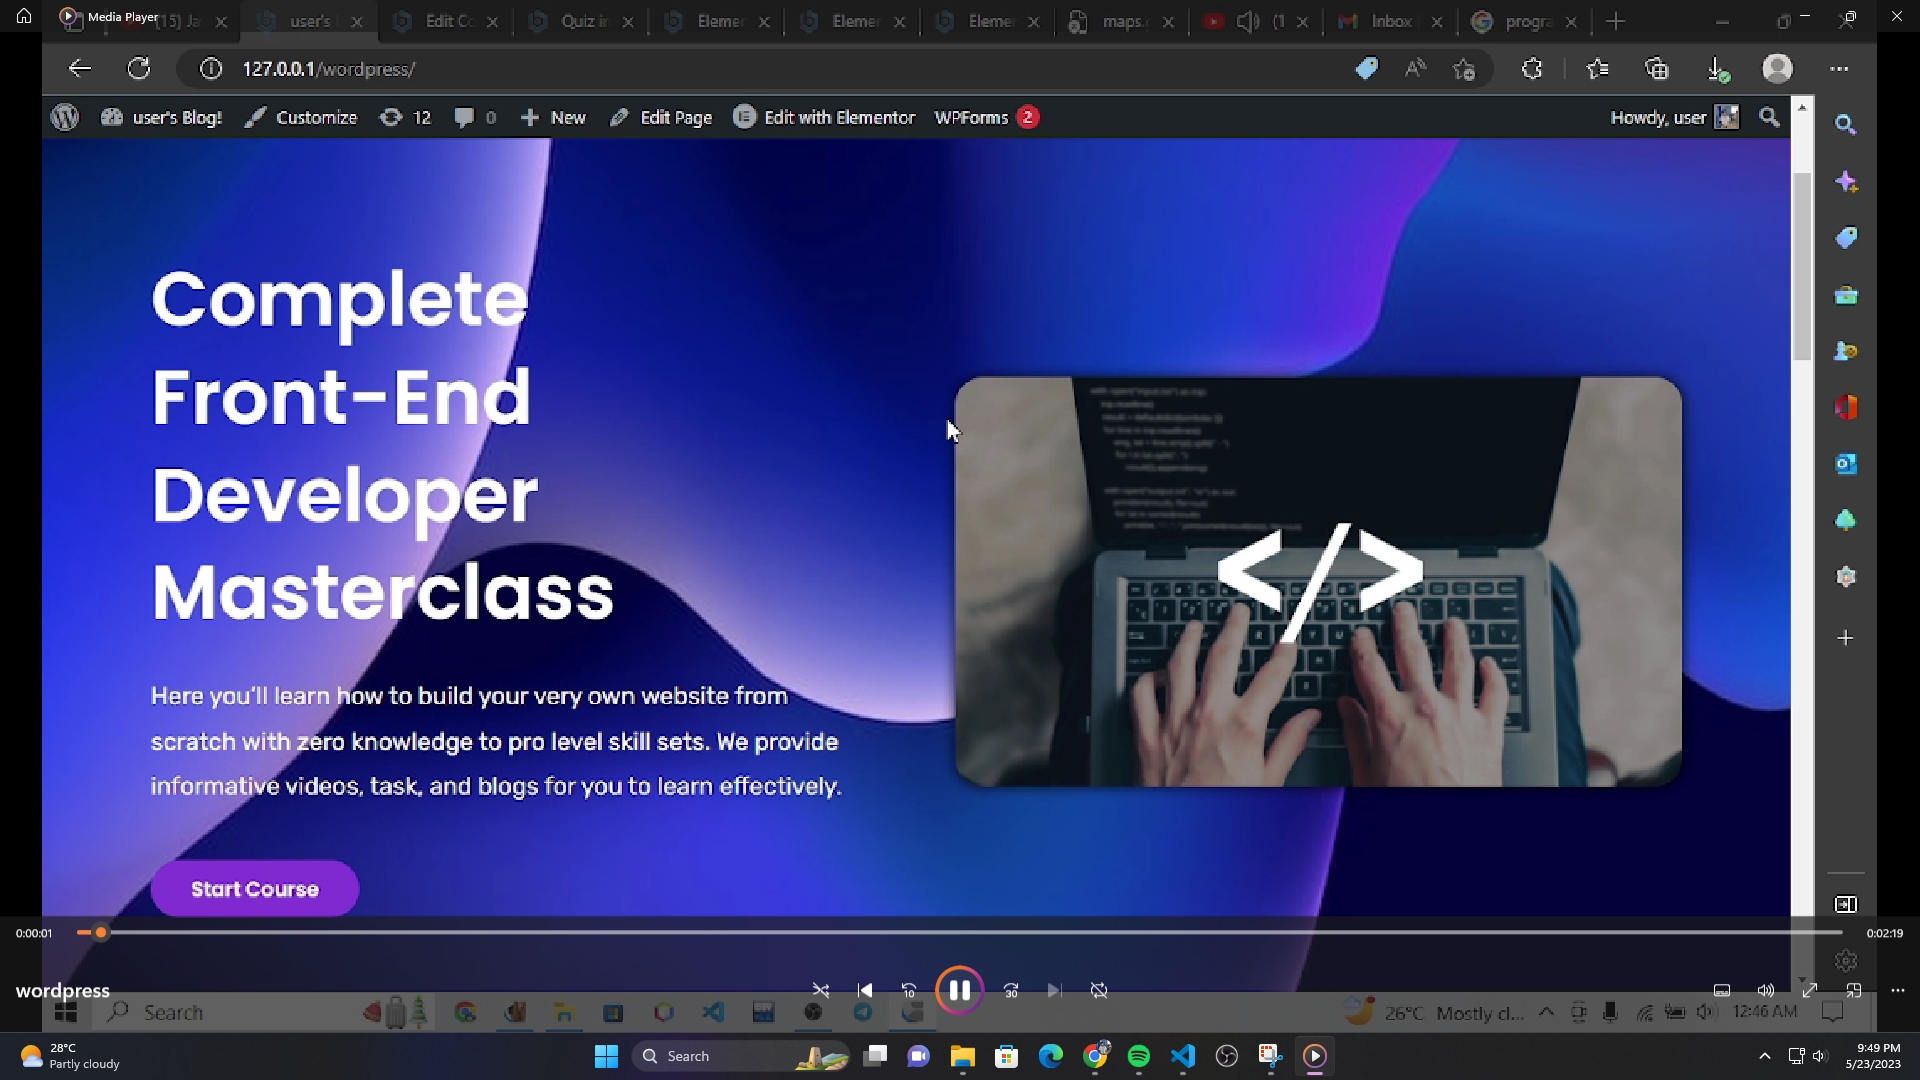 Media Player
(15) Ja
user's
Edit Co
Quiz in
Elemer
Elemer
Elemer
maps.
(1
Inbox
progra
127.0.0.1/wordpress/
user's Blog!
Customize
12
0
New
Edit Page
Edit with Elementor
WPForms 2
Howdy, user
Complete
Front-End
Developer
Masterclass
Here you'll learn how to build your very own website from
scratch with zero knowledge to pro level skill sets. We provide
informative videos, task, and blogs for you to learn effectively.
</>
Start Course
0:00:01
0:02:19
wordpress
10
30
Search
26°C Mostly cl...
12:46 AM
28°C
Partly cloudy
Search
9:49 PM
5/23/2023